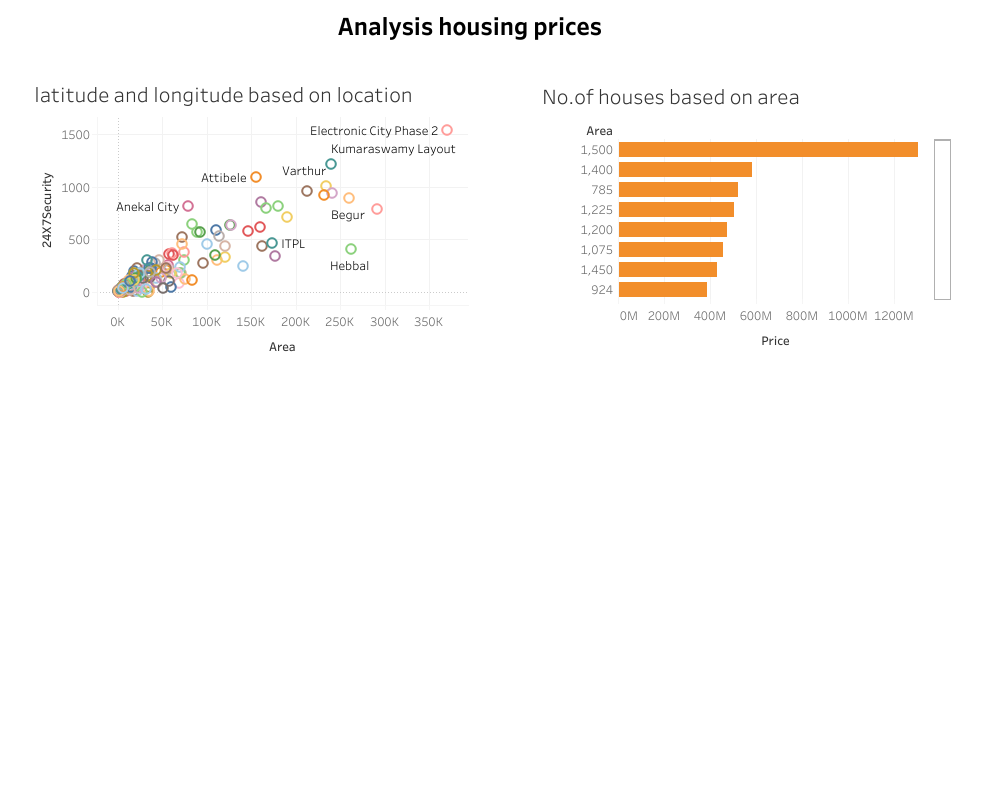 Analysis housing prices
latitude and longitude based on location
1500
1000
500
0
24X7Security
Electronic City Phase 2
Kumaraswamy Layout
Varthur
Attibele
Anekal City
Begur
ITPL
Hebbal
0K 50K 100K 150K 200K 250K 300K 350K
Area
No.of houses based on area
Area
1,500
1,400
785
1,225
1,200
1,075
1,450
924
0M 200M 400M 600M 800M 1000M 1200M
Price